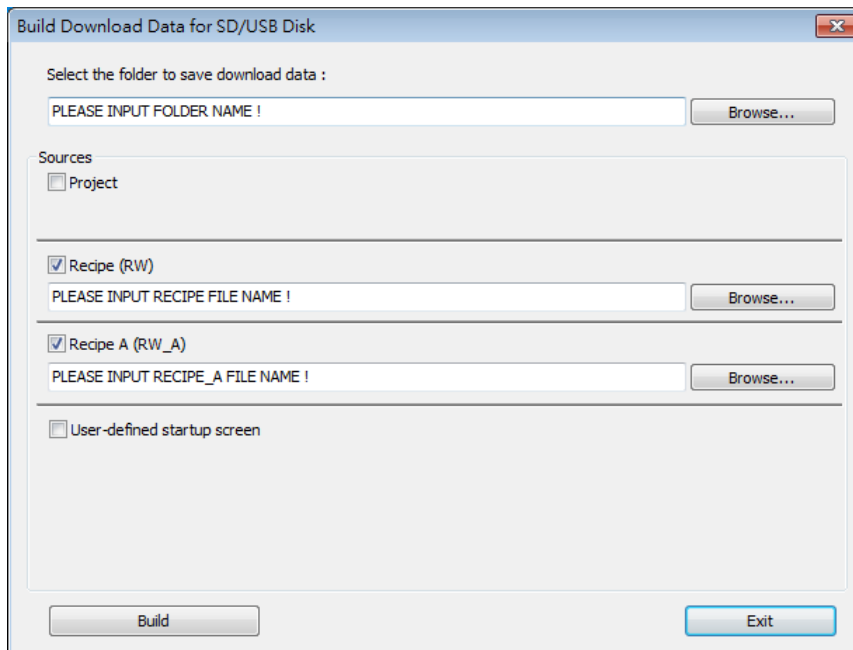 Build Download Data for SD/USB Disk
Select the folder to save download data :
PLEASE INPUT FOLDER NAME !
Browse...
Sources
Project
Recipe (RW)
PLEASE INPUT RECIPE FILE NAME !
Browse...
Recipe A (RW_A)
PLEASE INPUT RECIPE_A FILE NAME !
Browse...
User-defined startup screen
Build
Exit